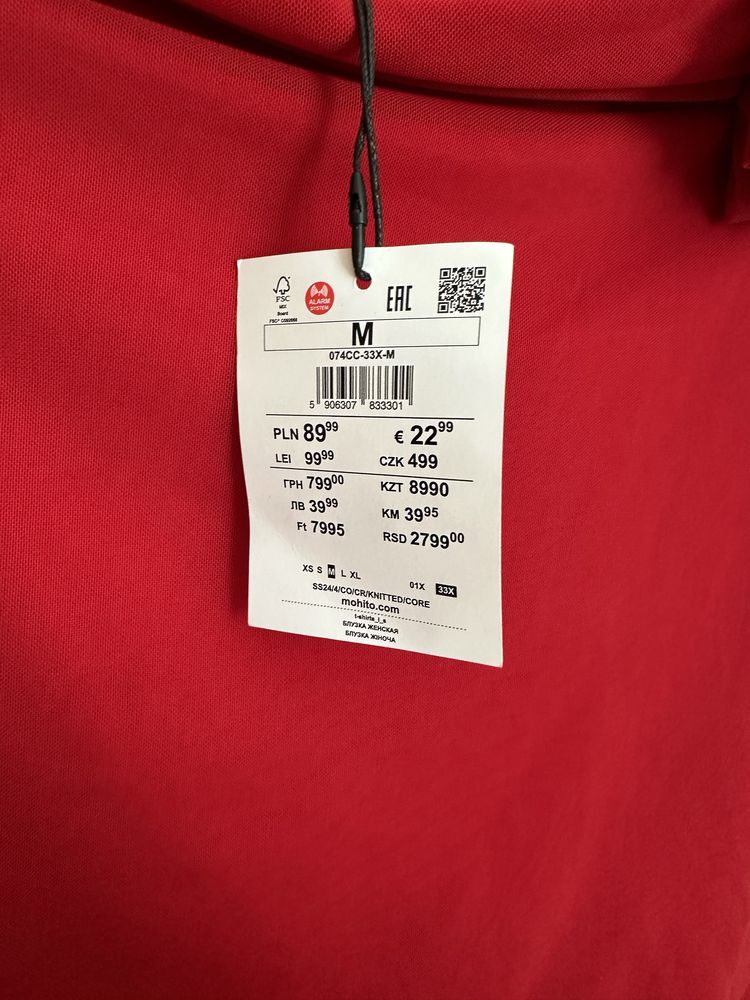 FSC
MIX
Board
FSC® C092656
ALARM
SYSTEM
EAC
M
074CC-33X-M
5 906307 833301
PLN 89⁹⁹ € 22⁹⁹
LEI 99⁹⁹ CZK 499
ГРН 799⁰⁰ KZT 8990
ЛВ 39⁹⁹ KM 39⁹⁵
Ft 7995 RSD 2799⁰⁰
XS S M L XL 01X 33X
SS24/4/CO/CR/KNITTED/CORE
mohito.com
t-shirts_l_s
БЛУЗКА ЖЕНСКАЯ
БЛУЗКА ЖІНОЧА